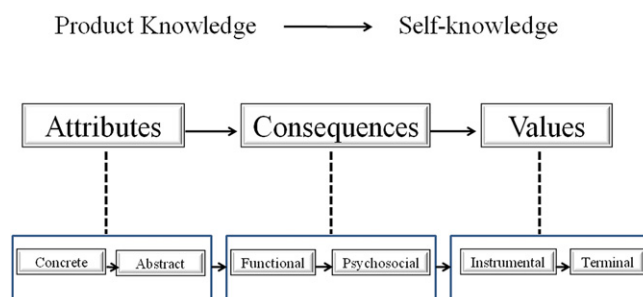 Product Knowledge Self-knowledge
Attributes Consequences Values
Concrete Abstract Functional Psychosocial Instrumental Terminal